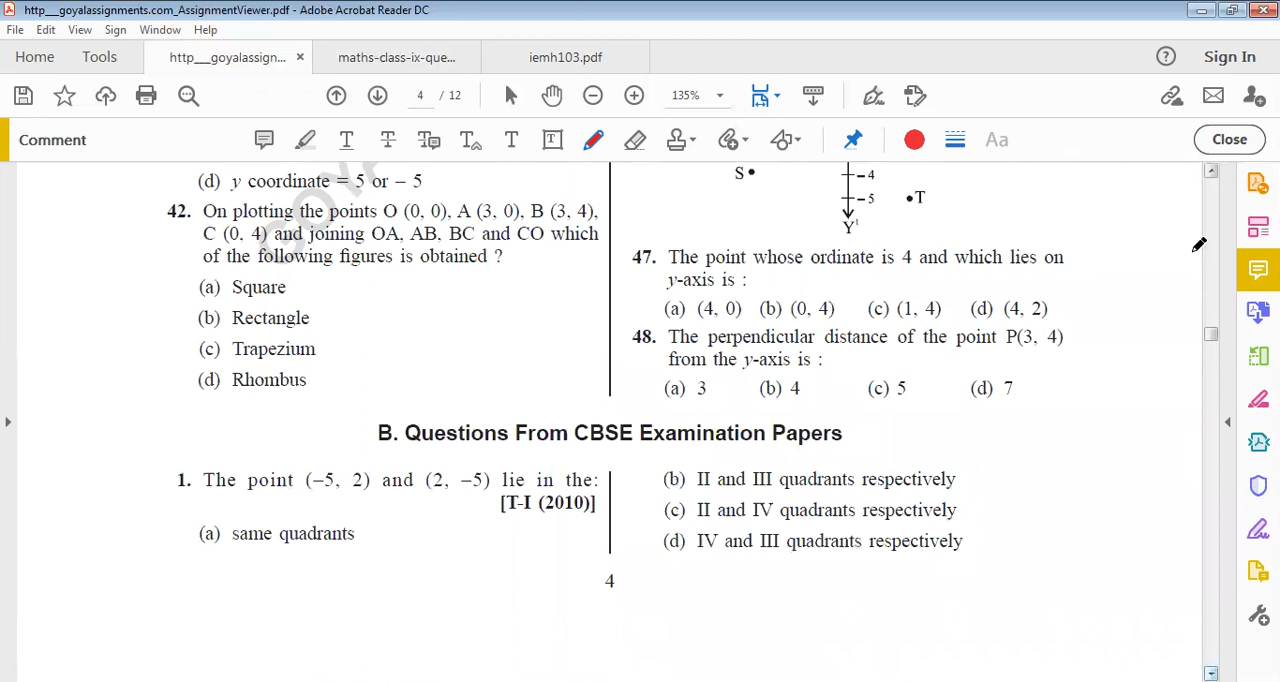 http___goyalassignments.com_AssignmentViewer.pdf - Adobe Acrobat Reader DC
File Edit View Sign Window Help
Home Tools http___goyalassign... × maths-class-ix-que... iemh103.pdf ? Sign In
4 / 12 135%
Comment T T T T T Aa Close
(d) y coordinate = 5 or − 5
42. On plotting the points O (0, 0), A (3, 0), B (3, 4),
C (0, 4) and joining OA, AB, BC and CO which
of the following figures is obtained ?
(a) Square
(b) Rectangle
(c) Trapezium
(d) Rhombus
GOYA
S
− 4
− 5
T
Y'
47. The point whose ordinate is 4 and which lies on
y-axis is :
(a) (4, 0) (b) (0, 4) (c) (1, 4) (d) (4, 2)
48. The perpendicular distance of the point P(3, 4)
from the y-axis is :
(a) 3 (b) 4 (c) 5 (d) 7
B. Questions From CBSE Examination Papers
1. The point (−5, 2) and (2, −5) lie in the:
[T-I (2010)]
(a) same quadrants
(b) II and III quadrants respectively
(c) II and IV quadrants respectively
(d) IV and III quadrants respectively
4